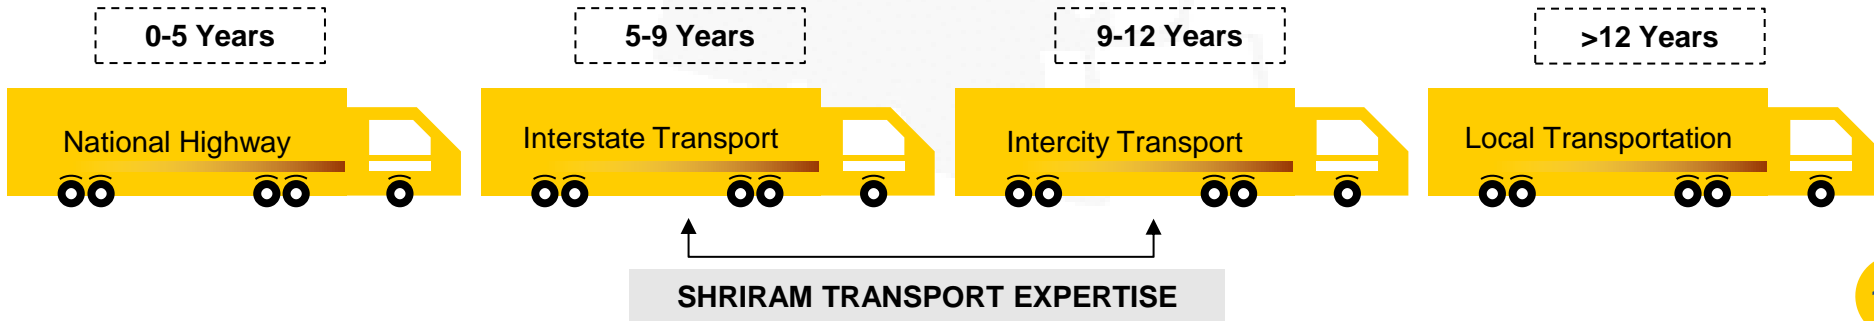 0-5 Years
5-9 Years
9-12 Years
>12 Years
National Highway
Interstate Transport
Intercity Transport
Local Transportation
SHRIRAM TRANSPORT EXPERTISE